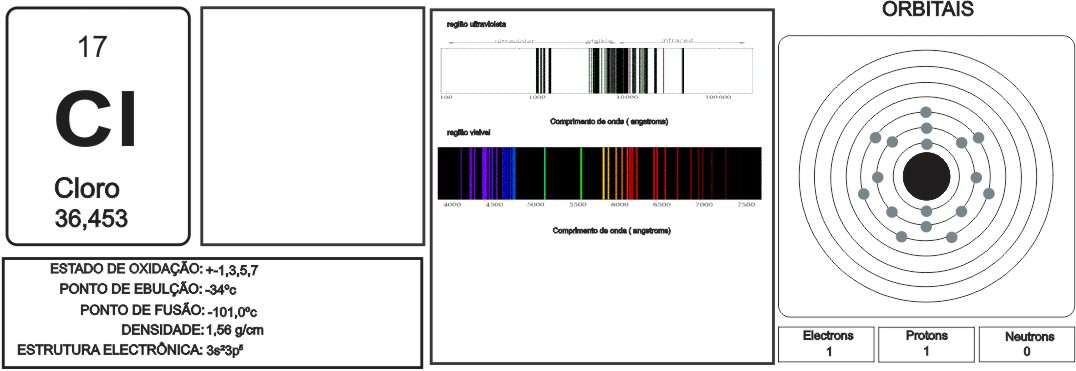 17
Cl
Cloro
36,453
ESTADO DE OXIDAÇÃO: +-1,3,5,7
PONTO DE EBULÇÃO: -34ºc
PONTO DE FUSÃO: -101,0ºc
DENSIDADE: 1,56 g/cm
ESTRUTURA ELECTRÔNICA: 3s²3p⁵
região ultravioleta
ultraviolet visible infrared
100 1000 10000 100000
Comprimento de onda ( angstroms)
região visível
4000 4500 5000 5500 6000 6500 7000 7500
Comprimento de onda ( angstroms)
ORBITAIS
Electrons Protons Neutrons
1 1 0